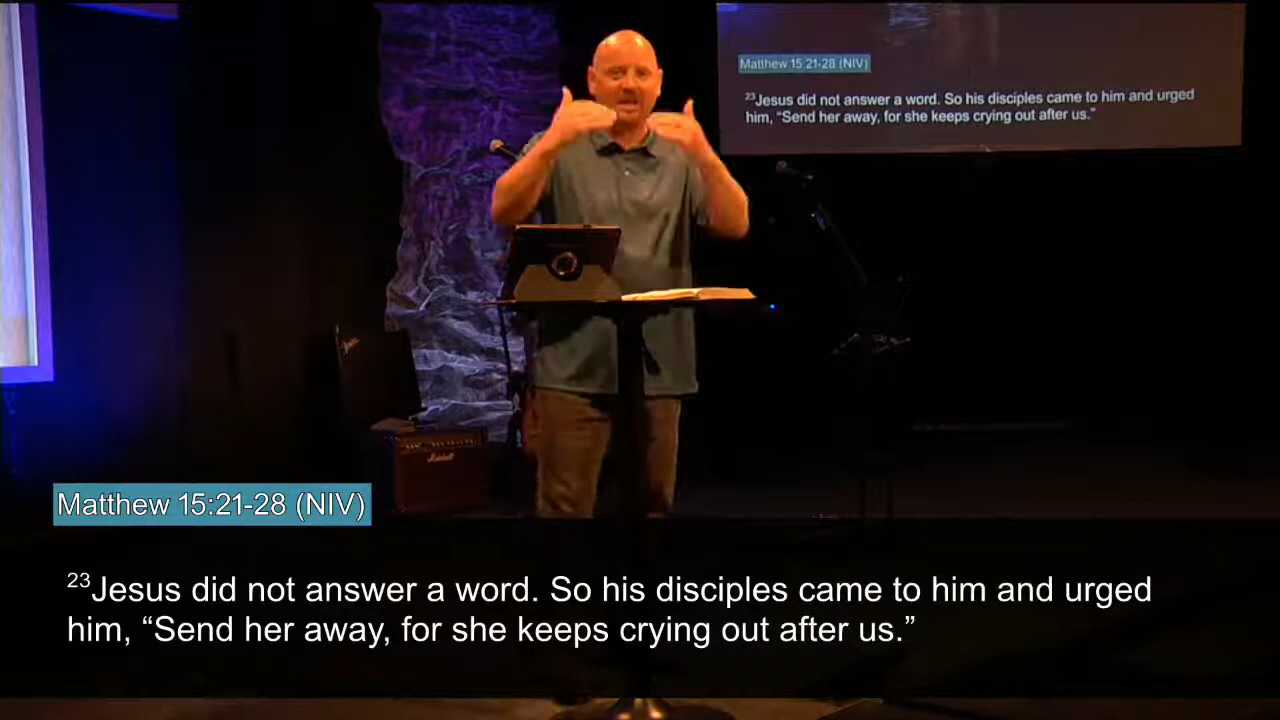 Matthew 15:21-28 (NIV)
23Jesus did not answer a word. So his disciples came to him and urged
him, “Send her away, for she keeps crying out after us.”
Marshall
Matthew 15:21-28 (NIV)
23Jesus did not answer a word. So his disciples came to him and urged
him, “Send her away, for she keeps crying out after us.”